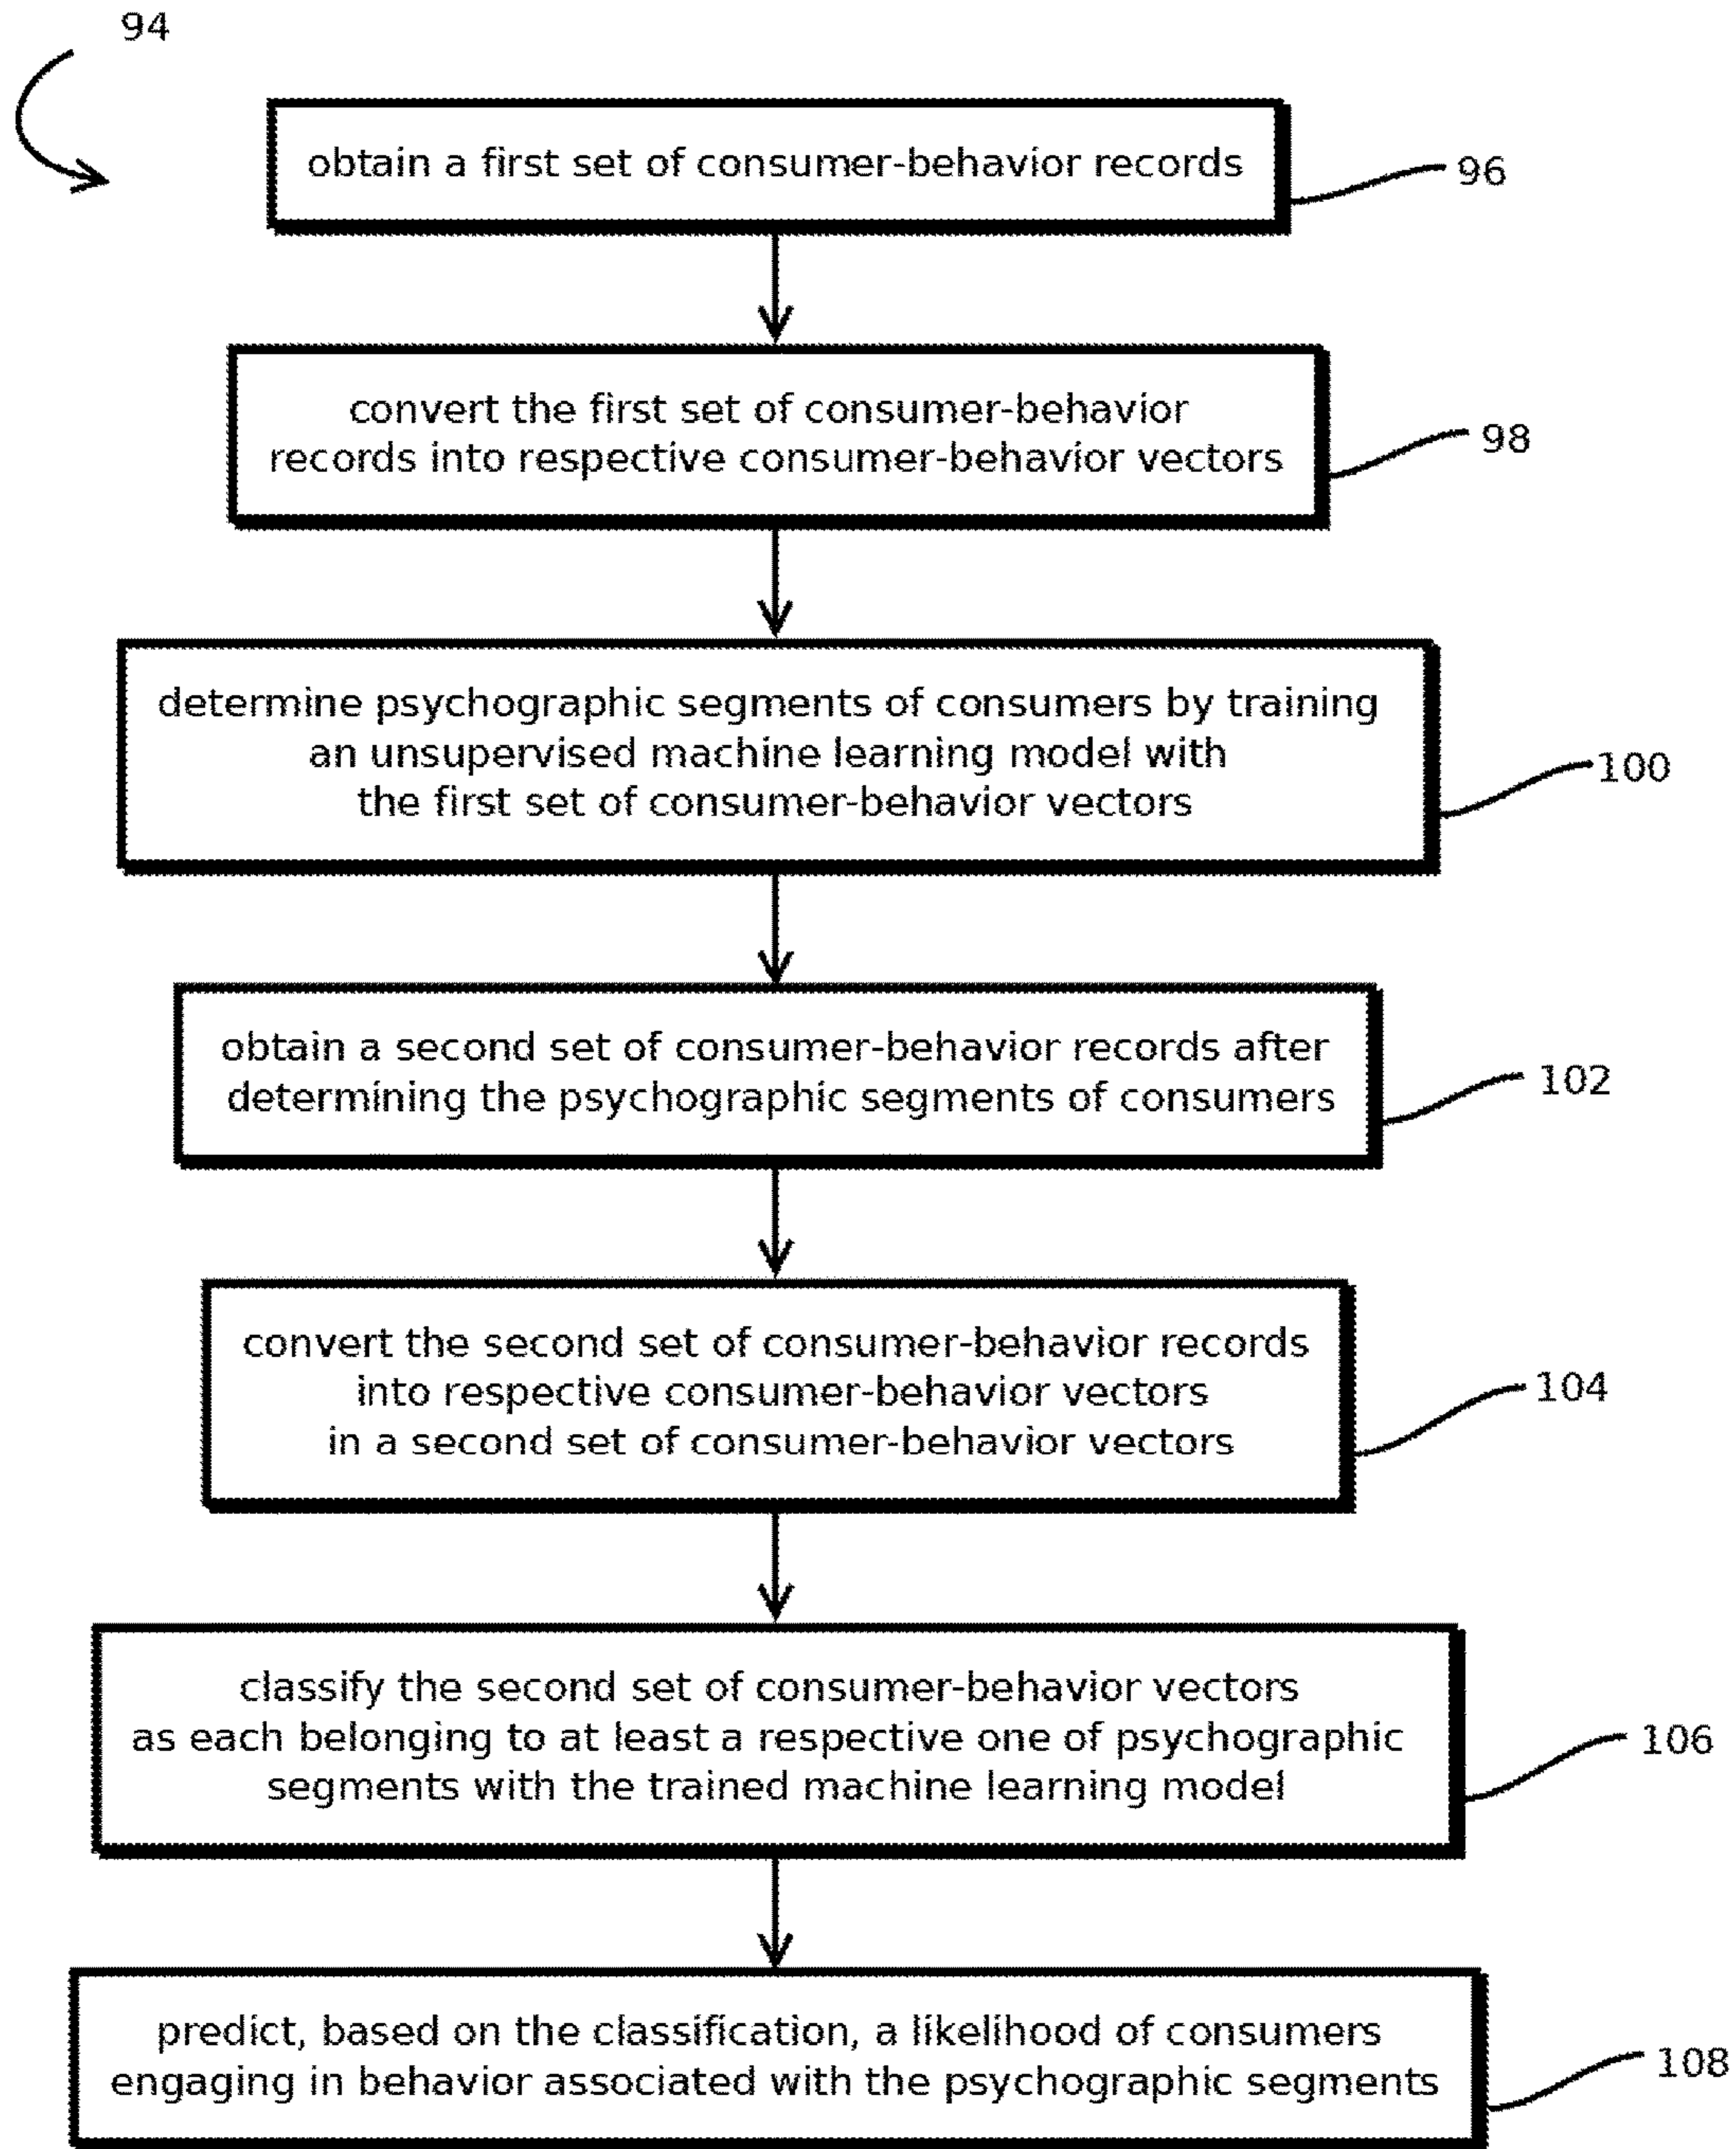 94
obtain a first set of consumer-behavior records
96
convert the first set of consumer-behavior
records into respective consumer-behavior vectors
98
determine psychographic segments of consumers by training
an unsupervised machine learning model with
the first set of consumer-behavior vectors
100
obtain a second set of consumer-behavior records after
determining the psychographic segments of consumers
102
convert the second set of consumer-behavior records
into respective consumer-behavior vectors
in a second set of consumer-behavior vectors
104
classify the second set of consumer-behavior vectors
as each belonging to at least a respective one of psychographic
segments with the trained machine learning model
106
predict, based on the classification, a likelihood of consumers
engaging in behavior associated with the psychographic segments
108